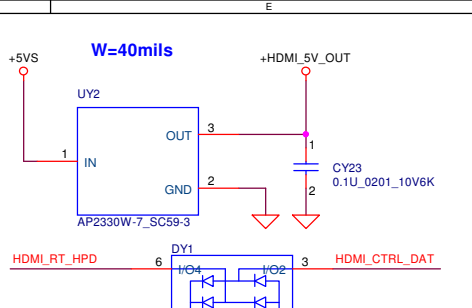 E
W=40mils
+5VS
+HDMI_5V_OUT
UY2
OUT
3
1
IN
1
CY23
0.1U_0201_10V6K
2
GND
2
AP2330W-7_SC59-3
DY1
HDMI_RT_HPD
6
I/O4
I/O2
3
HDMI_CTRL_DAT